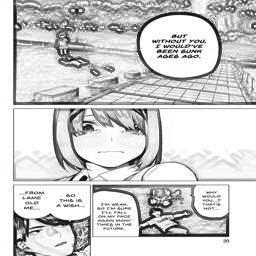 BUT
WITHOUT YOU,
I WOULD'VE
BEEN SUNK
AGES AGO.
WHY
WOULD
YOU...?
THAT'S
NOT...
I'M WEAK,
SO I'M SURE
I'LL FALL
ON MY FACE
AGAIN MANY
TIMES IN THE
FUTURE.
SO
THIS IS
A WISH...
...FROM
LAME
OLD
ME...
20